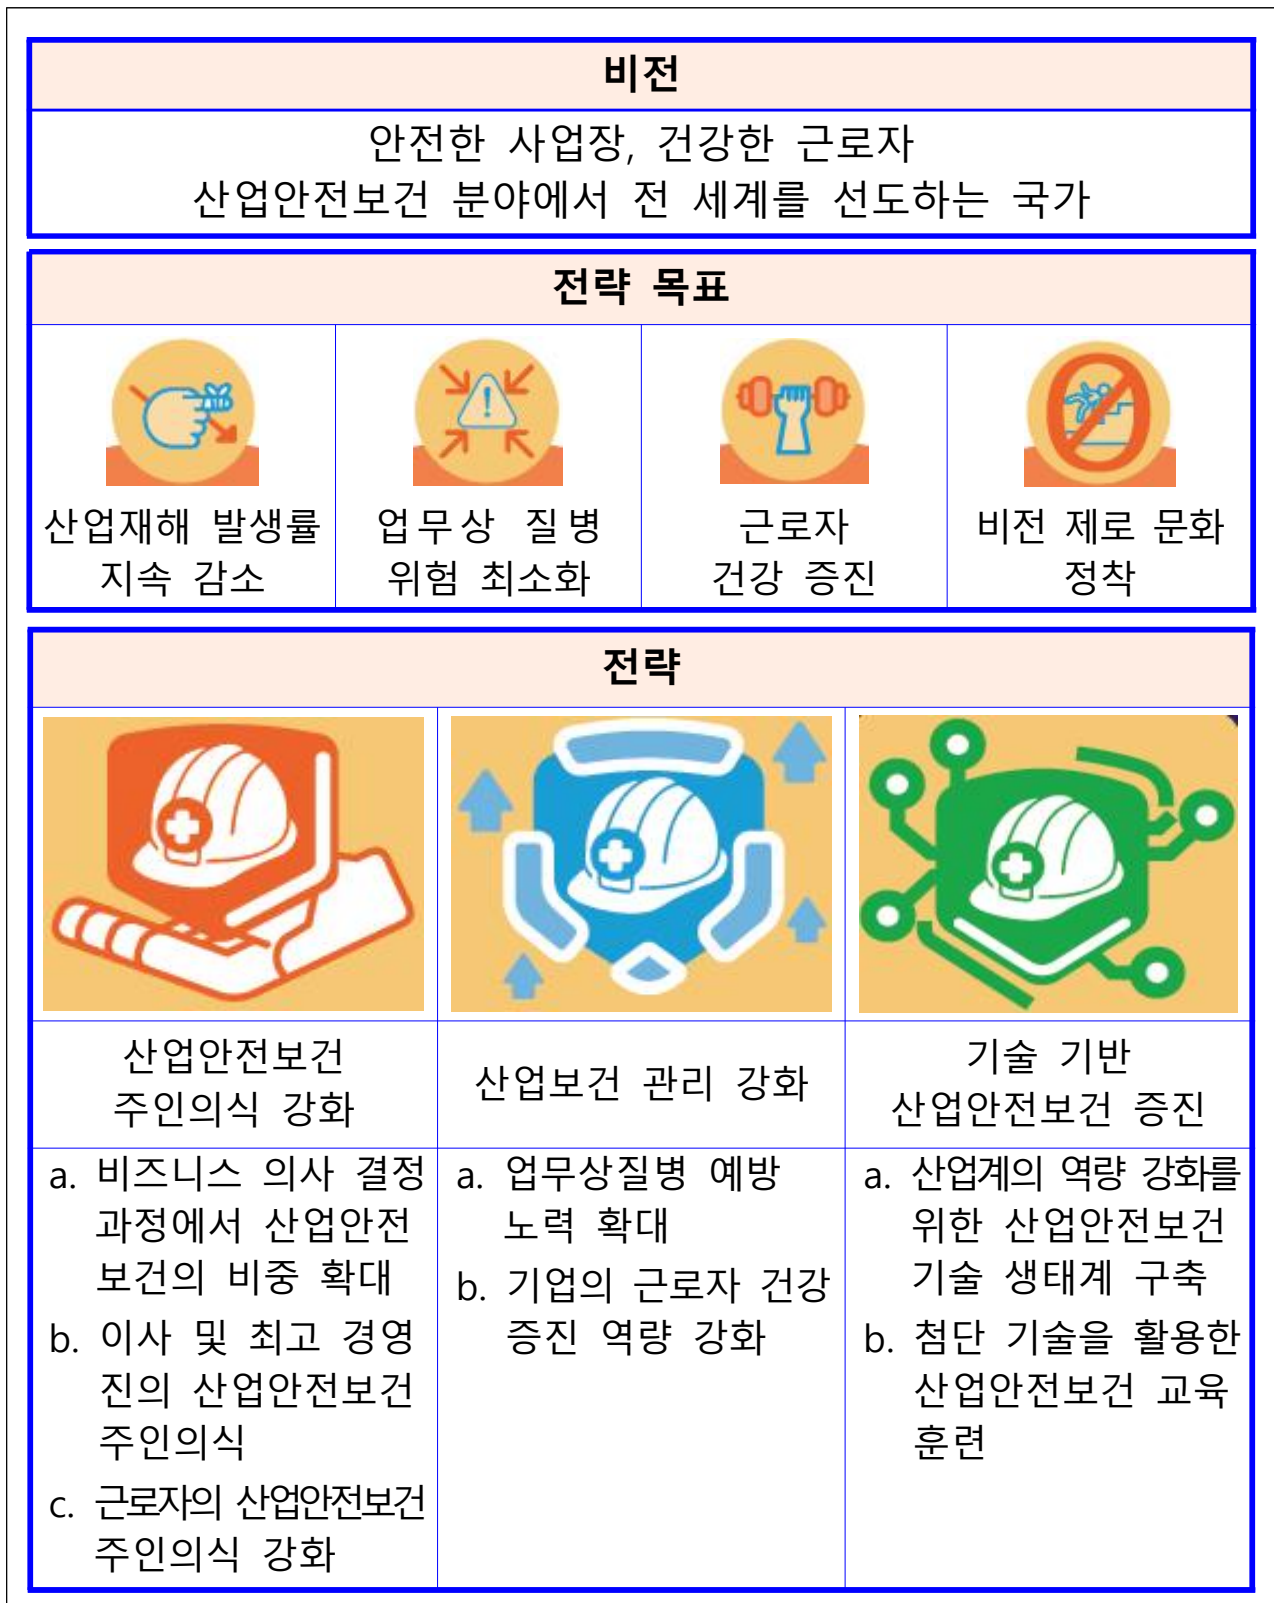 비전
안전한 사업장, 건강한 근로자
산업안전보건 분야에서 전 세계를 선도하는 국가
전략 목표
산업재해 발생률
지속 감소
업무상 질병
위험 최소화
근로자
건강 증진
비전 제로 문화
정착
전략
산업안전보건
주인의식 강화
산업보건 관리 강화
기술 기반
산업안전보건 증진
a. 비즈니스 의사 결정
과정에서 산업안전
보건의 비중 확대
b. 이사 및 최고 경영
진의 산업안전보건
주인의식
c. 근로자의 산업안전보건
주인의식 강화
a. 업무상질병 예방
노력 확대
b. 기업의 근로자 건강
증진 역량 강화
a. 산업계의 역량 강화를
위한 산업안전보건
기술 생태계 구축
b. 첨단 기술을 활용한
산업안전보건 교육
훈련